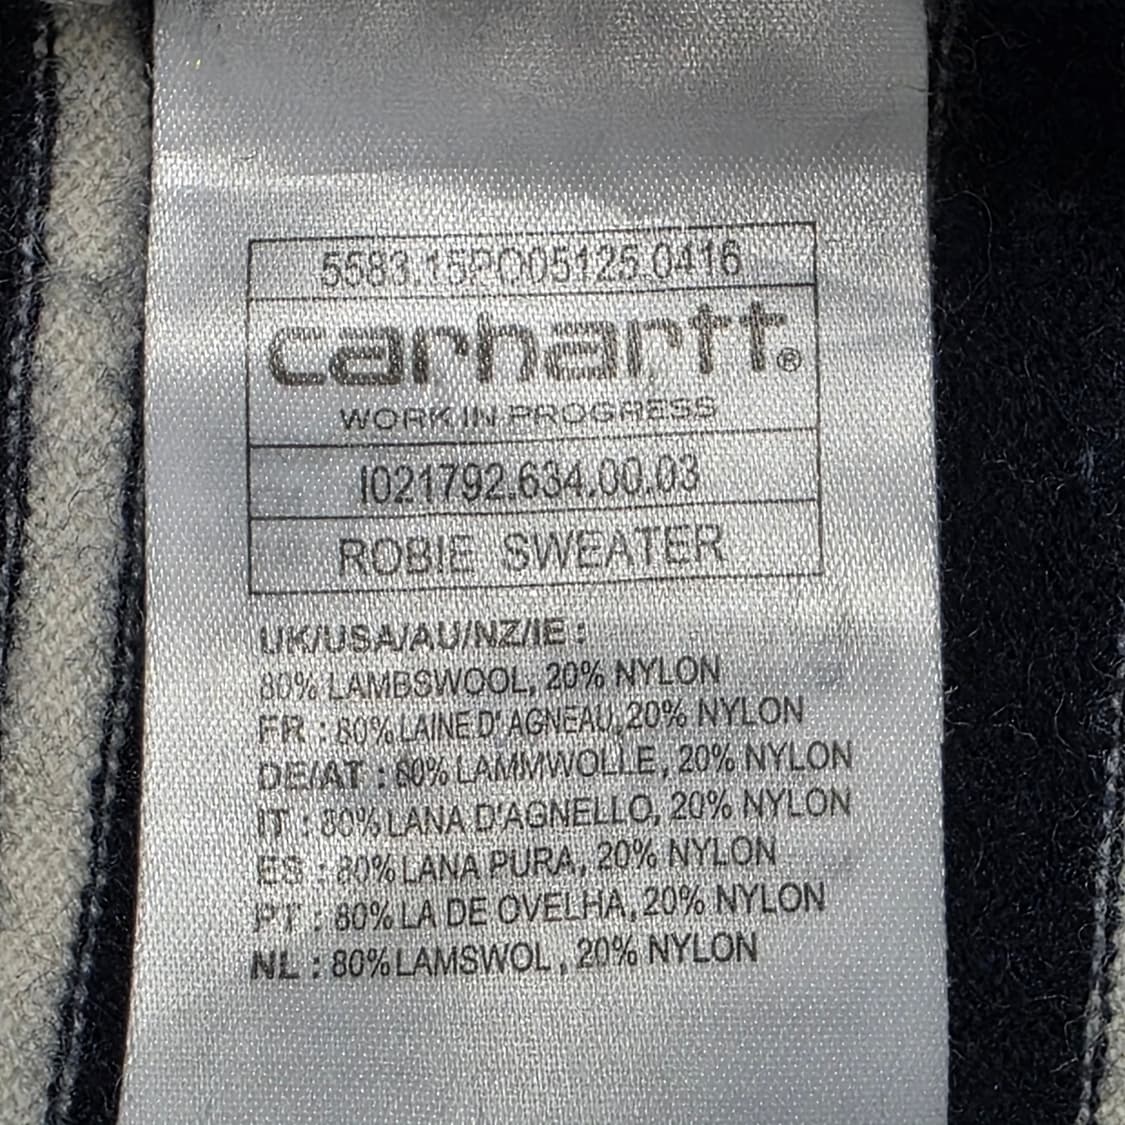 5583.15PO05125.0416
carhartt®
WORK IN PROGRESS
I021792.634.00.03
ROBIE SWEATER
UK/USA/AU/NZ/IE :
80% LAMBSWOOL, 20% NYLON
FR : 80% LAINE D'AGNEAU, 20% NYLON
DE/AT : 80% LAMMWOLLE, 20% NYLON
IT : 80% LANA D'AGNELLO, 20% NYLON
ES : 80% LANA PURA, 20% NYLON
PT : 80% LA DE OVELHA, 20% NYLON
NL : 80% LAMSWOL , 20% NYLON